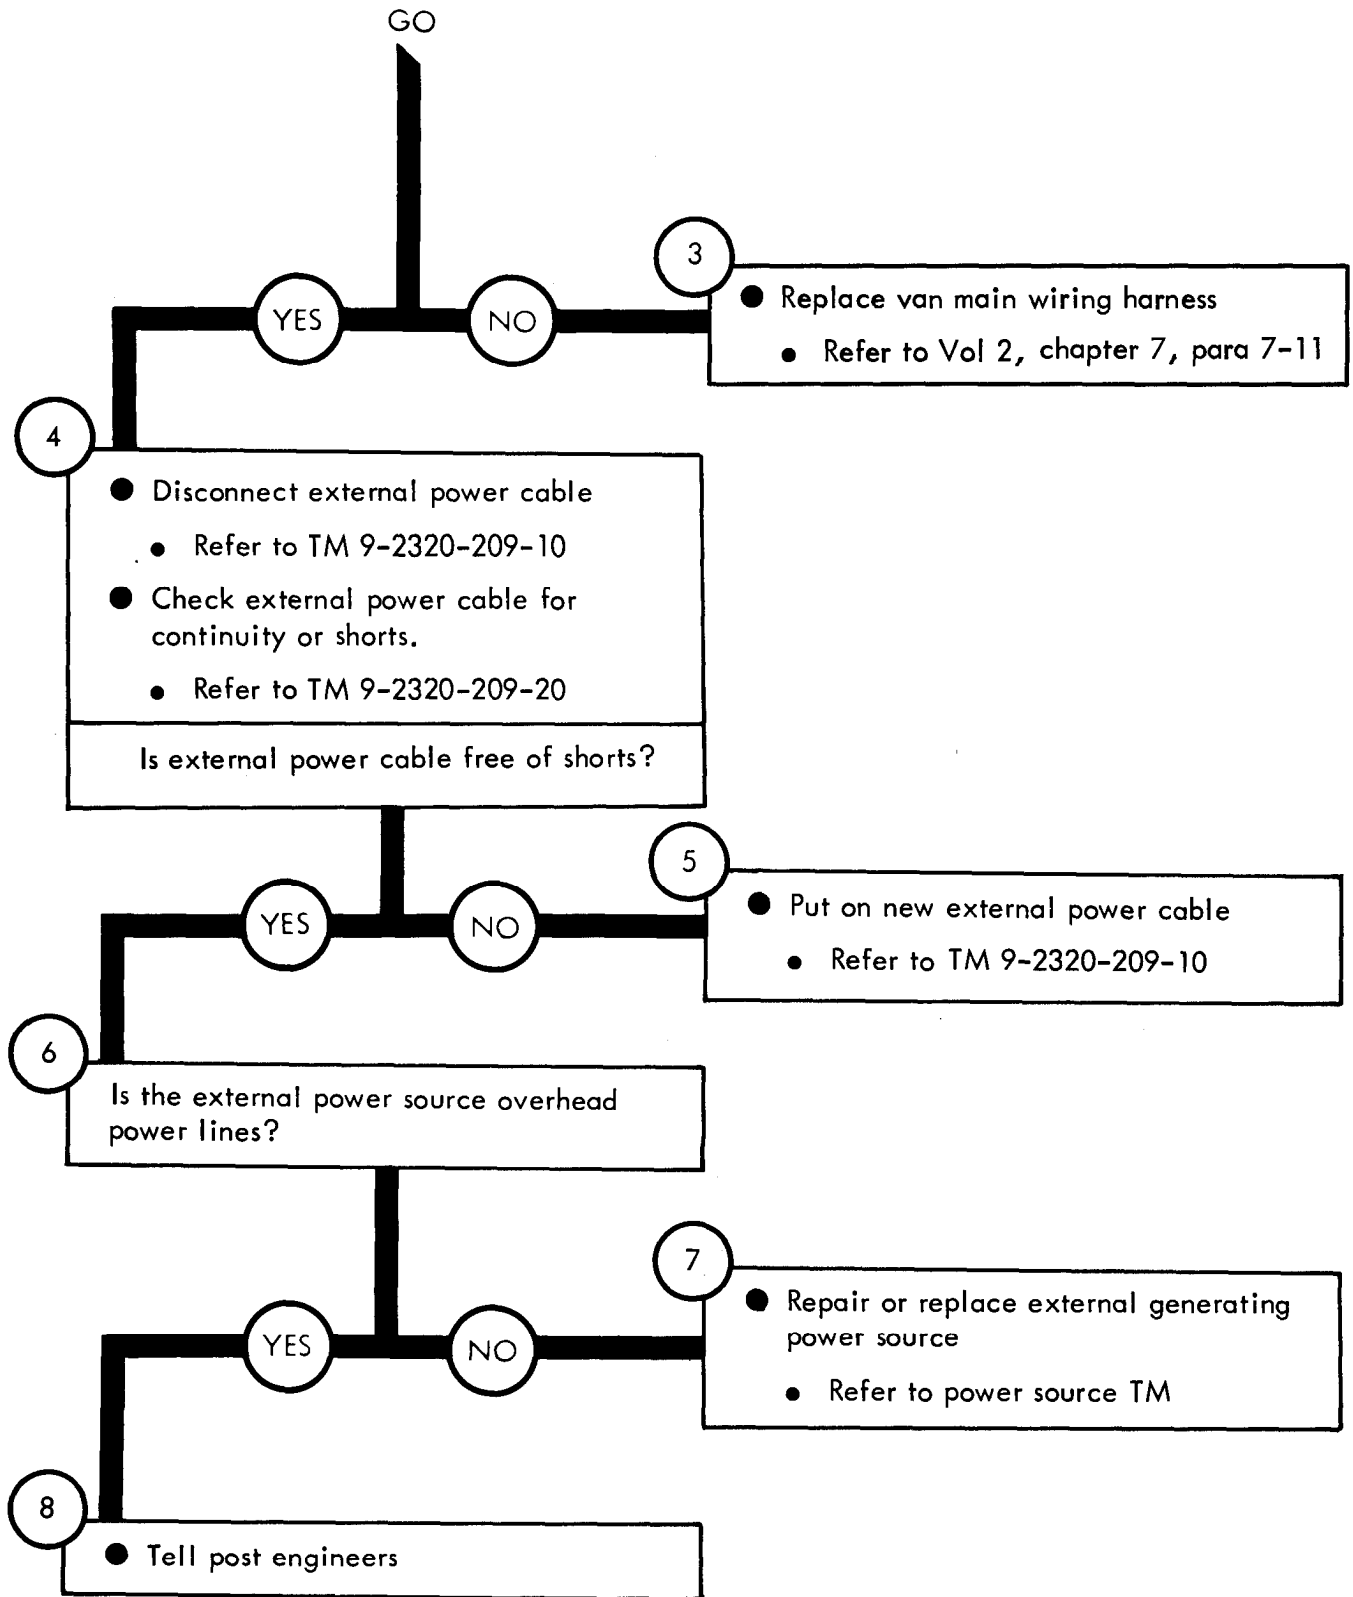 GO
YES
NO
3
● Replace van main wiring harness
● Refer to Vol 2, chapter 7, para 7-11
4
● Disconnect external power cable
● Refer to TM 9-2320-209-10
● Check external power cable for
continuity or shorts.
● Refer to TM 9-2320-209-20
Is external power cable free of shorts?
YES
NO
5
● Put on new external power cable
● Refer to TM 9-2320-209-10
6
Is the external power source overhead
power lines?
YES
NO
7
● Repair or replace external generating
power source
● Refer to power source TM
8
● Tell post engineers